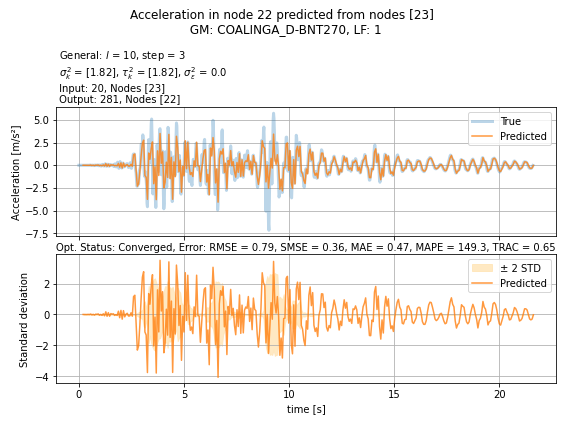 Acceleration in node 22 predicted from nodes [23]
GM: COALINGA_D-BNT270, LF: 1
General: l = 10, step = 3
σ²ₖ = [1.82], τ²ₖ = [1.82], σ²ε = 0.0
Input: 20, Nodes [23]
Output: 281, Nodes [22]
Acceleration [m/s²]
5.0
2.5
0.0
−2.5
−5.0
−7.5
True
Predicted
Opt. Status: Converged, Error: RMSE = 0.79, SMSE = 0.36, MAE = 0.47, MAPE = 149.3, TRAC = 0.65
Standard deviation
2
0
−2
−4
± 2 STD
Predicted
0 5 10 15 20
time [s]